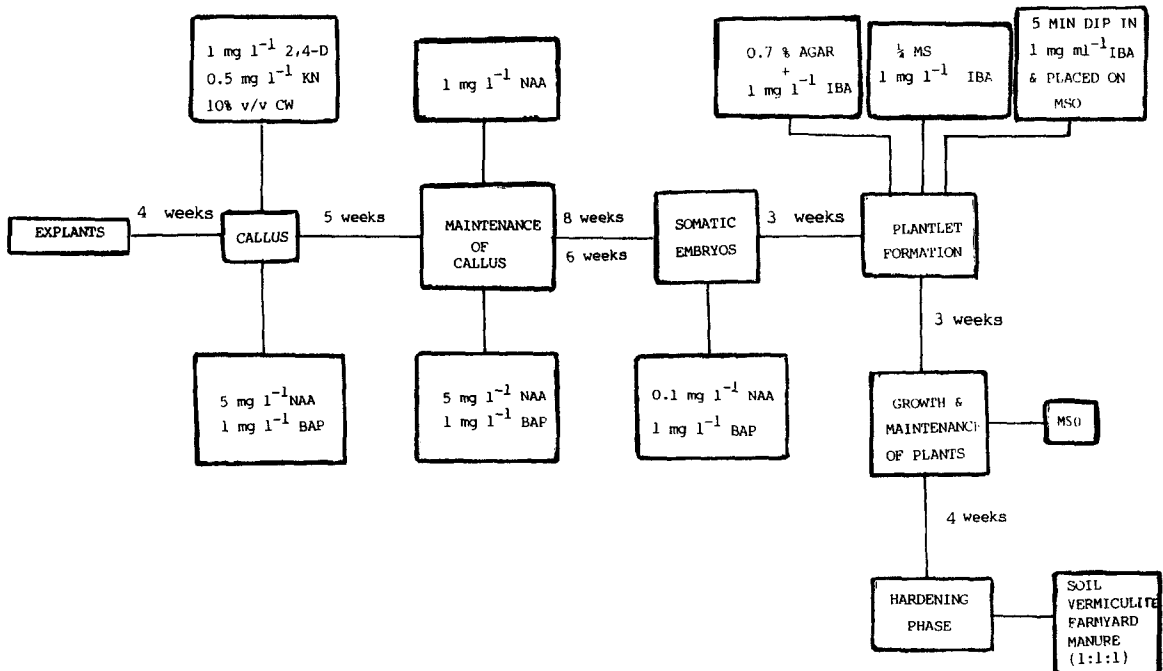 1 mg l⁻¹ 2,4-D
0.5 mg l⁻¹ KN
10% v/v CW
1 mg l⁻¹ NAA
0.7 % AGAR
+
1 mg l⁻¹ IBA
¼ MS
1 mg l⁻¹ IBA
5 MIN DIP IN
1 mg ml⁻¹ IBA
& PLACED ON
MSO
EXPLANTS
4 weeks
CALLUS
5 weeks
MAINTENANCE
OF
CALLUS
8 weeks
6 weeks
SOMATIC
EMBRYOS
3 weeks
PLANTLET
FORMATION
3 weeks
5 mg l⁻¹ NAA
1 mg l⁻¹ BAP
5 mg l⁻¹ NAA
1 mg l⁻¹ BAP
0.1 mg l⁻¹ NAA
1 mg l⁻¹ BAP
GROWTH &
MAINTENANCE
OF PLANTS
MSO
4 weeks
HARDENING
PHASE
SOIL
VERMICULITE
FARMYARD
MANURE
(1:1:1)